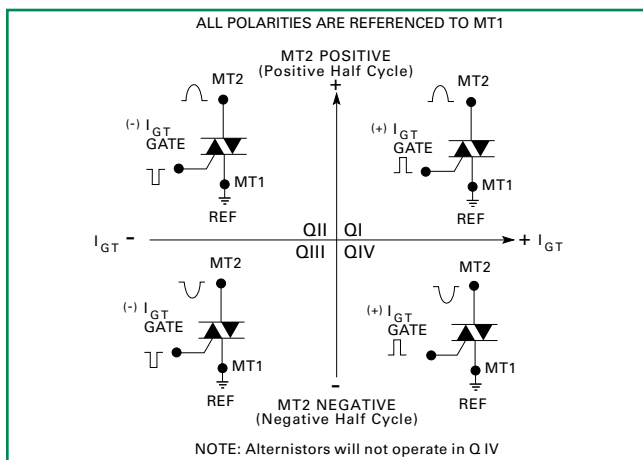 ALL POLARITIES ARE REFERENCED TO MT1
MT2 POSITIVE
(Positive Half Cycle)
+
MT2
(-) IGT
GATE
MT1
REF
MT2
(+) IGT
GATE
MT1
REF
QII QI
IGT -
+ IGT
QIII QIV
MT2
(-) IGT
GATE
MT1
REF
MT2
(+) IGT
GATE
MT1
REF
-
MT2 NEGATIVE
(Negative Half Cycle)
NOTE: Alternistors will not operate in Q IV